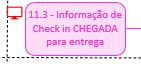 11.3 - Informação de
Check in CHEGADA
para entrega